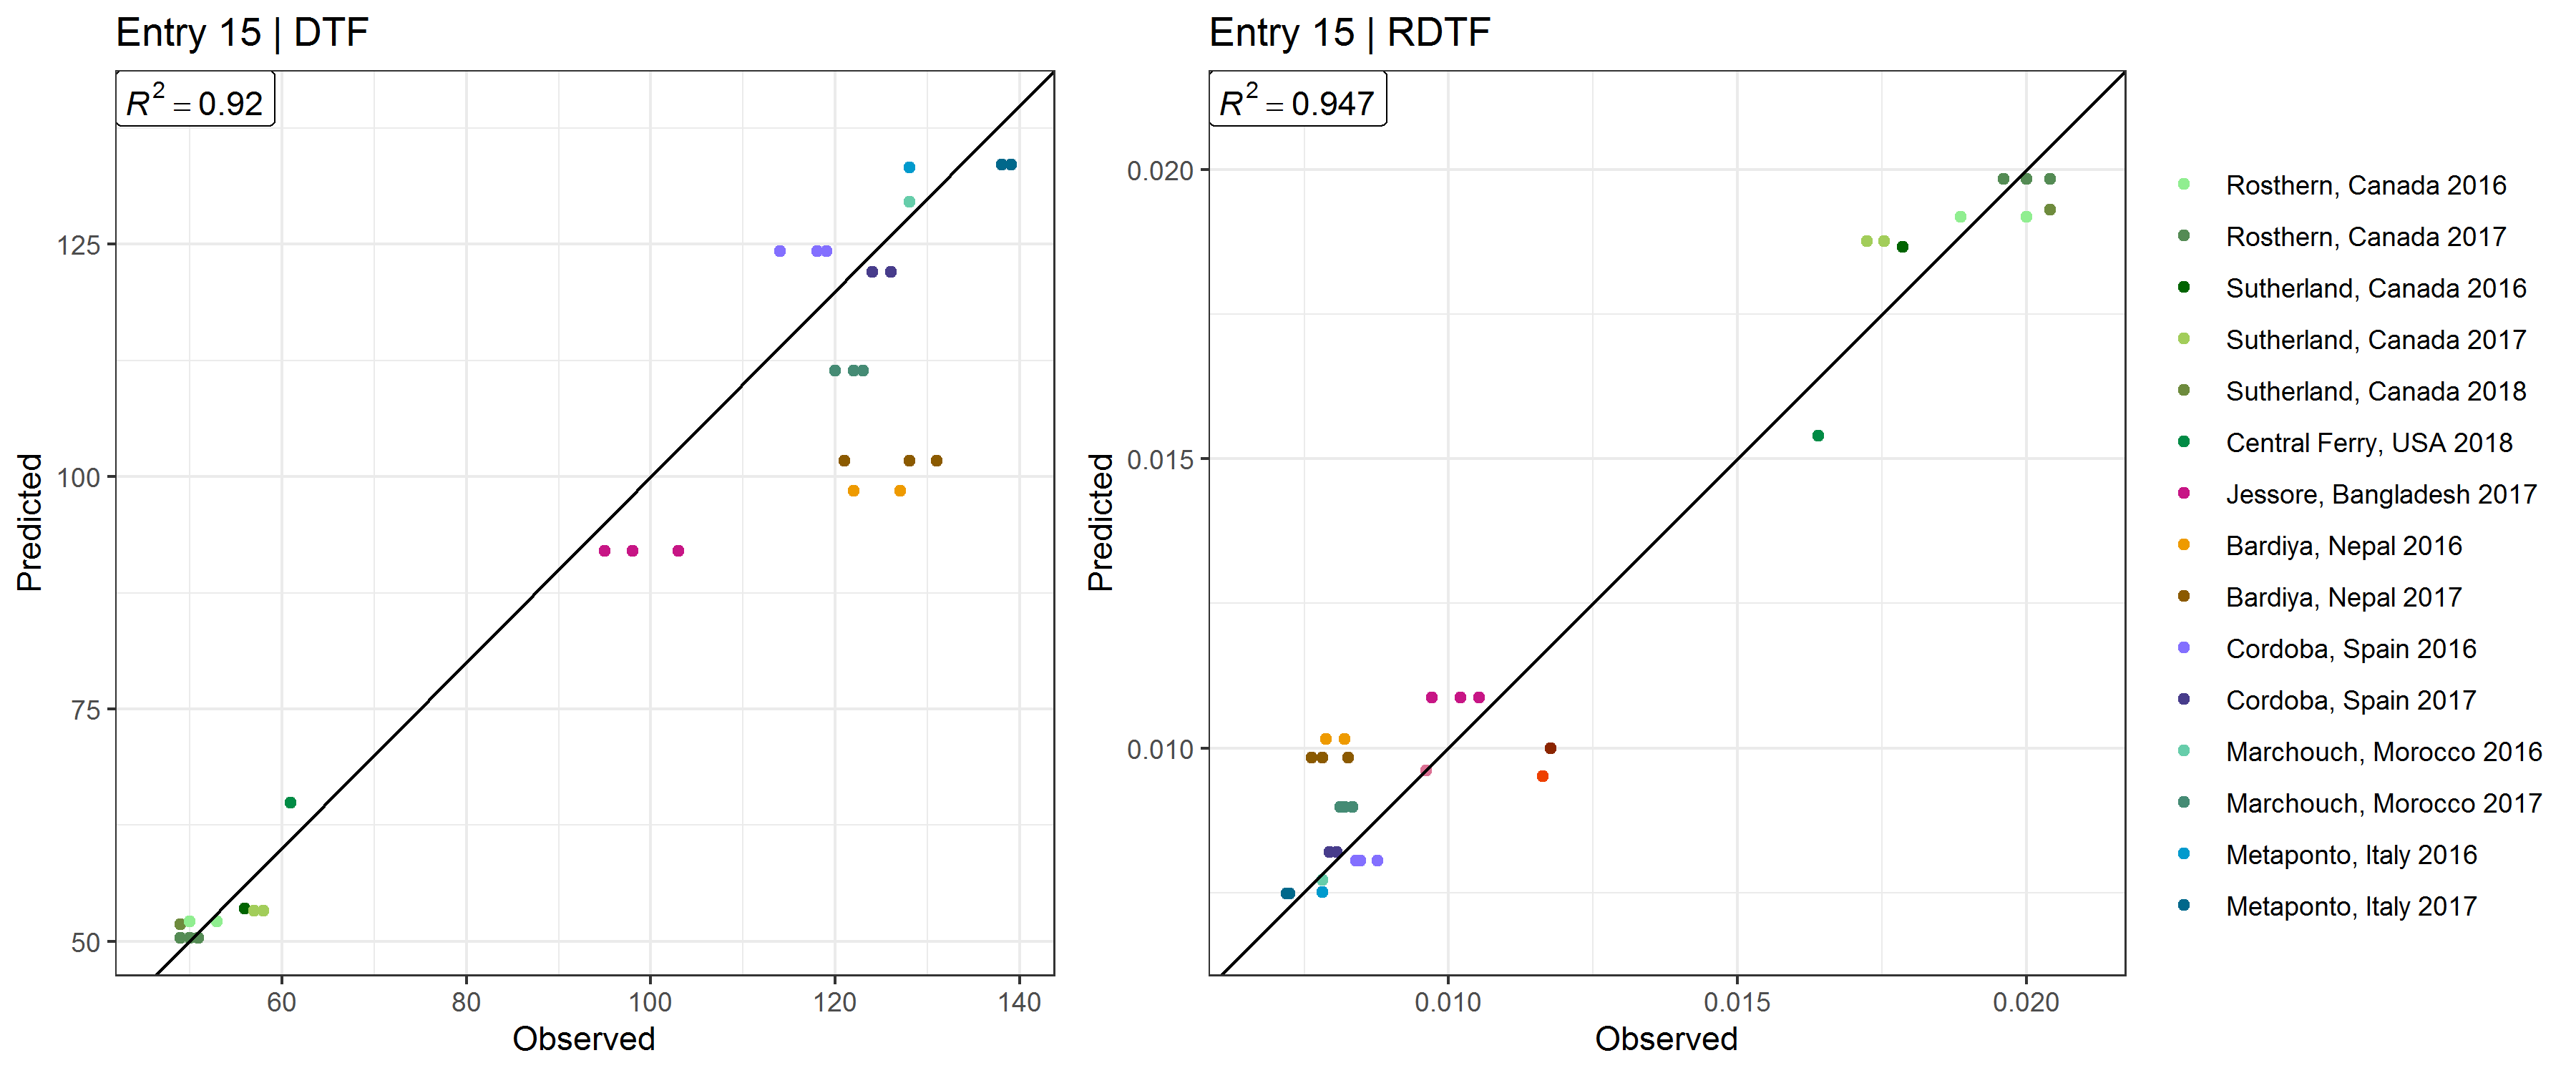 Entry 15 | DTF
R² = 0.92
125
100
75
50
Predicted
60 80 100 120 140
Observed
Entry 15 | RDTF
R² = 0.947
0.020
0.015
0.010
Predicted
0.010 0.015 0.020
Observed
Rosthern, Canada 2016
Rosthern, Canada 2017
Sutherland, Canada 2016
Sutherland, Canada 2017
Sutherland, Canada 2018
Central Ferry, USA 2018
Jessore, Bangladesh 2017
Bardiya, Nepal 2016
Bardiya, Nepal 2017
Cordoba, Spain 2016
Cordoba, Spain 2017
Marchouch, Morocco 2016
Marchouch, Morocco 2017
Metaponto, Italy 2016
Metaponto, Italy 2017